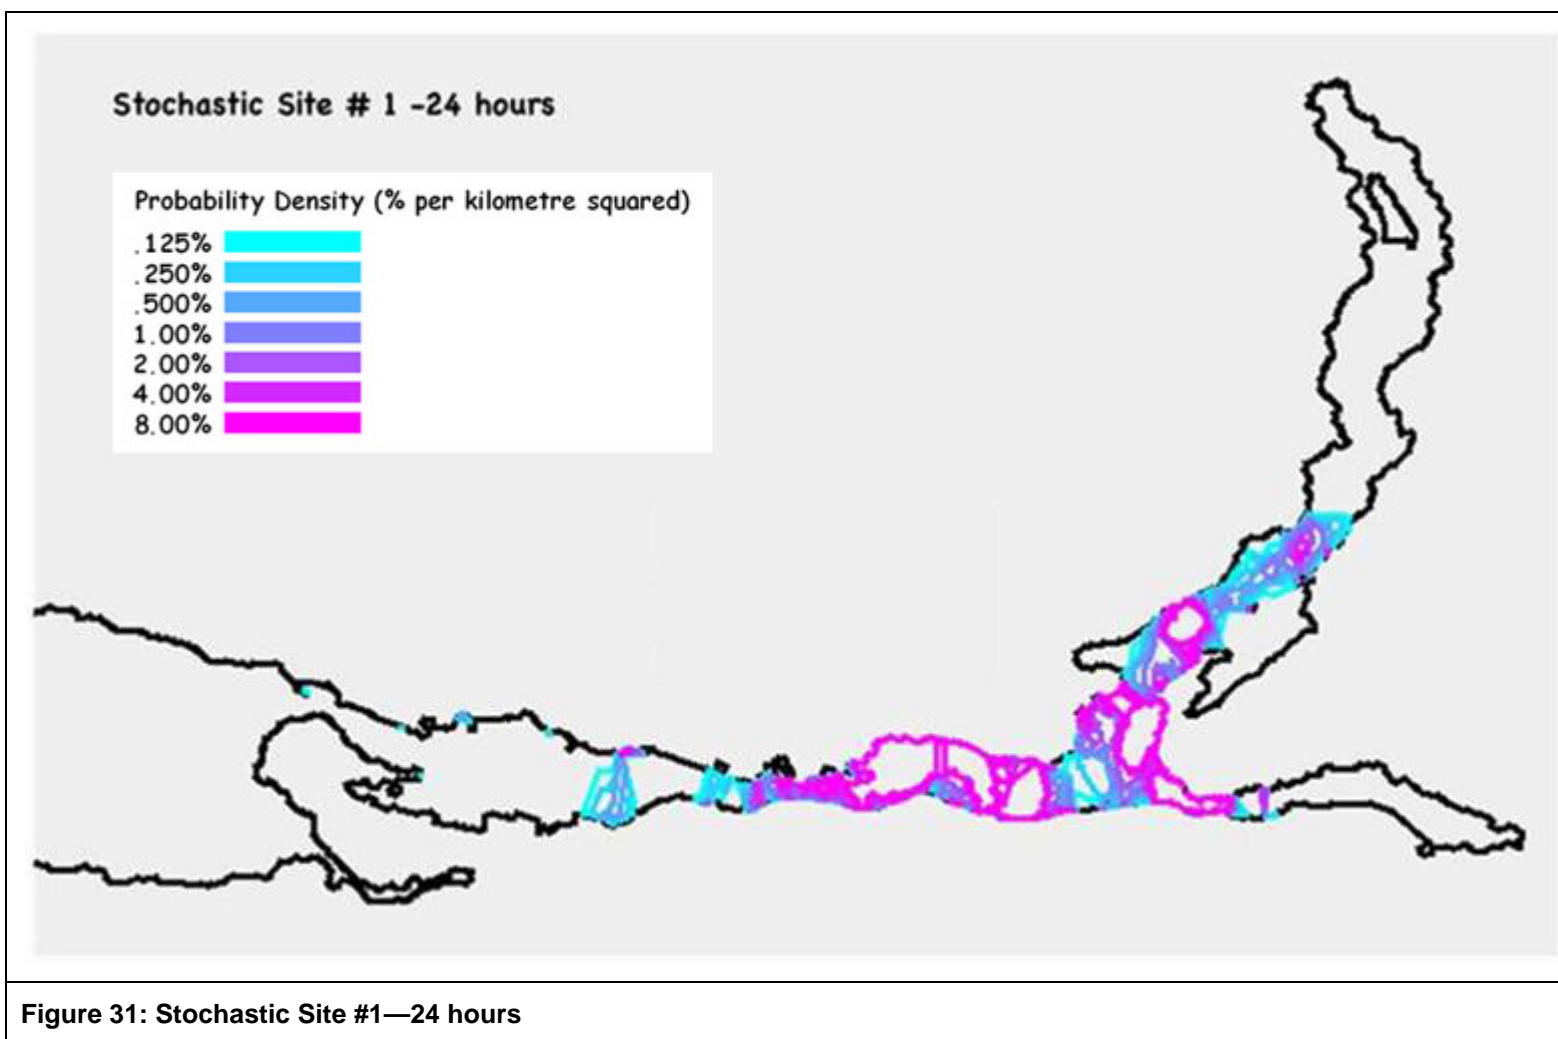 Stochastic Site # 1 -24 hours
Probability Density (% per kilometre squared)
.125%
.250%
.500%
1.00%
2.00%
4.00%
8.00%
Figure 31: Stochastic Site #1—24 hours